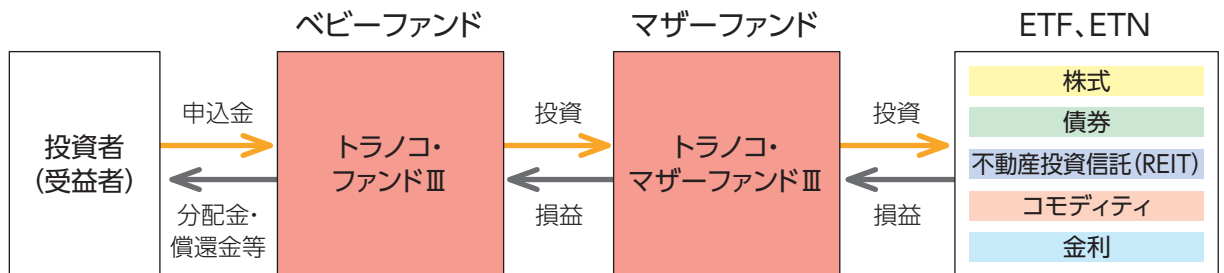 ベビーファンド
マザーファンド
ETF、ETN
投資者
(受益者)
申込金
分配金・
償還金等
トラノコ・
ファンドⅢ
投資
損益
トラノコ・
マザーファンドⅢ
投資
損益
株式
債券
不動産投資信託(REIT)
コモディティ
金利